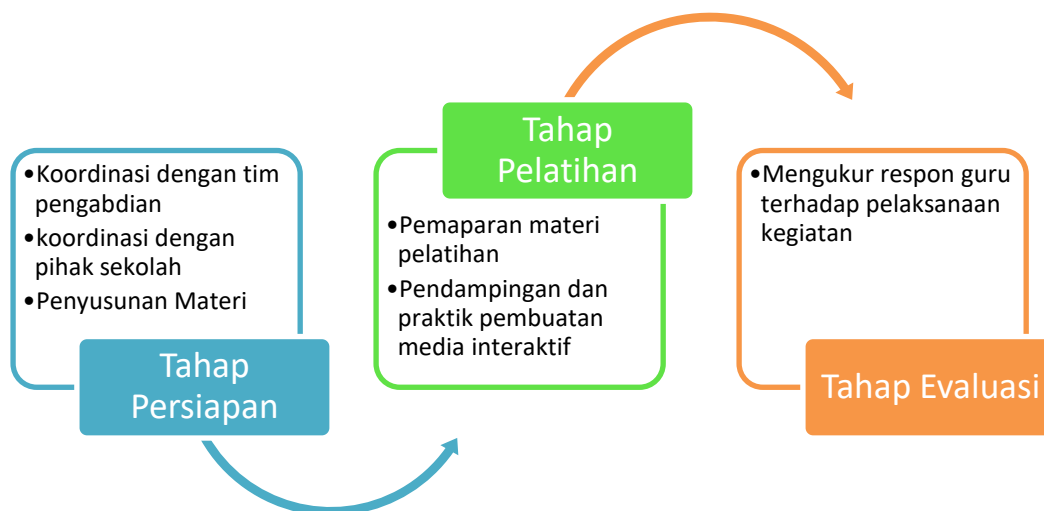 •Koordinasi dengan tim
pengabdian
•koordinasi dengan
pihak sekolah
•Penyusunan Materi
Tahap
Persiapan
Tahap
Pelatihan
•Pemaparan materi
pelatihan
•Pendampingan dan
praktik pembuatan
media interaktif
•Mengukur respon guru
terhadap pelaksanaan
kegiatan
Tahap Evaluasi